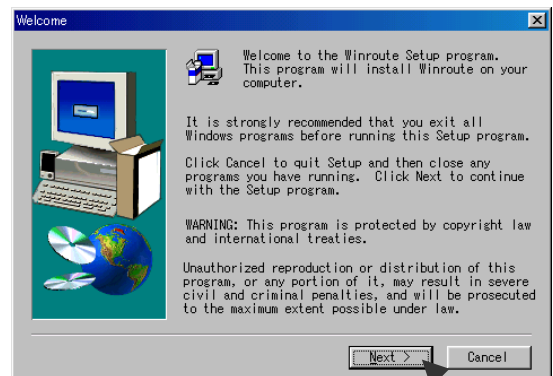 Welcome
Welcome to the Winroute Setup program.
This program will install Winroute on your
computer.
It is strongly recommended that you exit all
Windows programs before running this Setup program.
Click Cancel to quit Setup and then close any
programs you have running. Click Next to continue
with the Setup program.
WARNING: This program is protected by copyright law
and international treaties.
Unauthorized reproduction or distribution of this
program, or any portion of it, may result in severe
civil and criminal penalties, and will be prosecuted
to the maximum extent possible under law.
Next >
Cancel